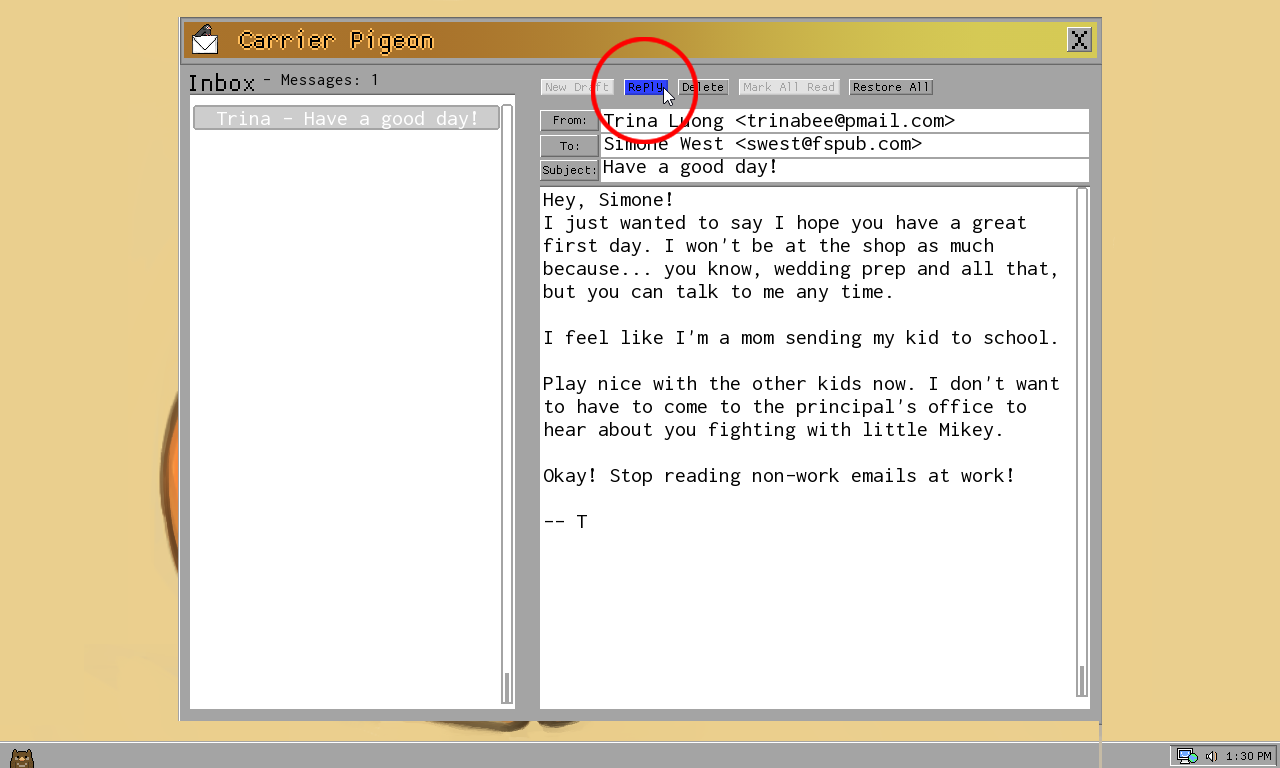 Carrier Pigeon
X
Inbox - Messages: 1
New Draft RePly Delete Mark All Read Restore All
Trina - Have a good day!
From: Trina Luong <trinabee@pmail.com>
To: Simone West <swest@fspub.com>
Subject: Have a good day!
Hey, Simone!
I just wanted to say I hope you have a great
first day. I won't be at the shop as much
because... you know, wedding prep and all that,
but you can talk to me any time.
I feel like I'm a mom sending my kid to school.
Play nice with the other kids now. I don't want
to have to come to the principal's office to
hear about you fighting with little Mikey.
Okay! Stop reading non-work emails at work!
-- T
1:30 PM